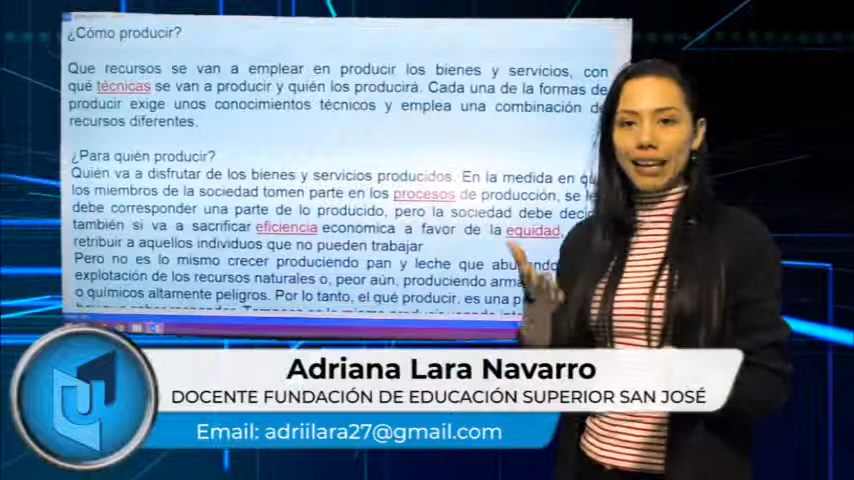 ¿Cómo producir?
Que recursos se van a emplear en producir los bienes y servicios, con
qué técnicas se van a producir y quién los producirá. Cada una de la formas de
producir exige unos conocimientos técnicos y emplea una combinación de
recursos diferentes.
¿Para quién producir?
Quién va a disfrutar de los bienes y servicios producidos. En la medida en
los miembros de la sociedad tomen parte en los procesos de producción, se
debe corresponder una parte de lo producido, pero la sociedad debe
también si va a sacrificar eficiencia economica a favor de la equidad,
retribuir a aquellos individuos que no pueden trabajar
Pero no es lo mismo crecer produciendo pan y leche que
explotación de los recursos naturales o, peor aún, produciendo
o químicos altamente peligros. Por lo tanto, el qué producir, es una
Adriana Lara Navarro
DOCENTE FUNDACIÓN DE EDUCACIÓN SUPERIOR SAN JOSÉ
Email: adriilara27@gmail.com